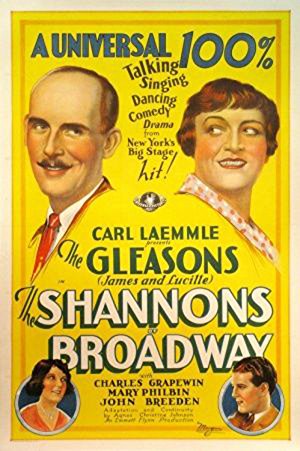 A UNIVERSAL 100%
Talking
Singing
Dancing
Comedy
Drama
from
New York's
Big Stage
hit!
CARL LAEMMLE
presents
The GLEASONS
(James and Lucille)
IN
The SHANNONS
OF
BROADWAY
with
CHARLES GRAPEWIN
MARY PHILBIN
JOHN BREEDEN
Adaptation and Continuity
by Agnes Christine Johnson
An Emmett Flynn Production